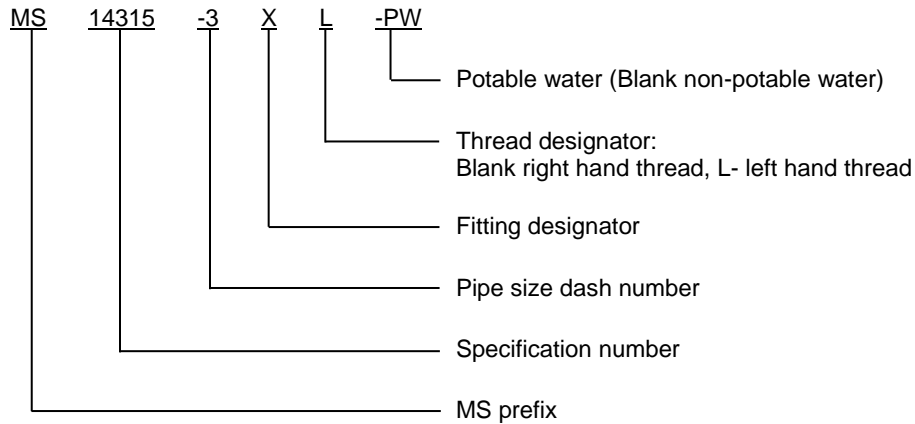 MS 14315 -3 X L -PW
Potable water (Blank non-potable water)
Thread designator:
Blank right hand thread, L- left hand thread
Fitting designator
Pipe size dash number
Specification number
MS prefix